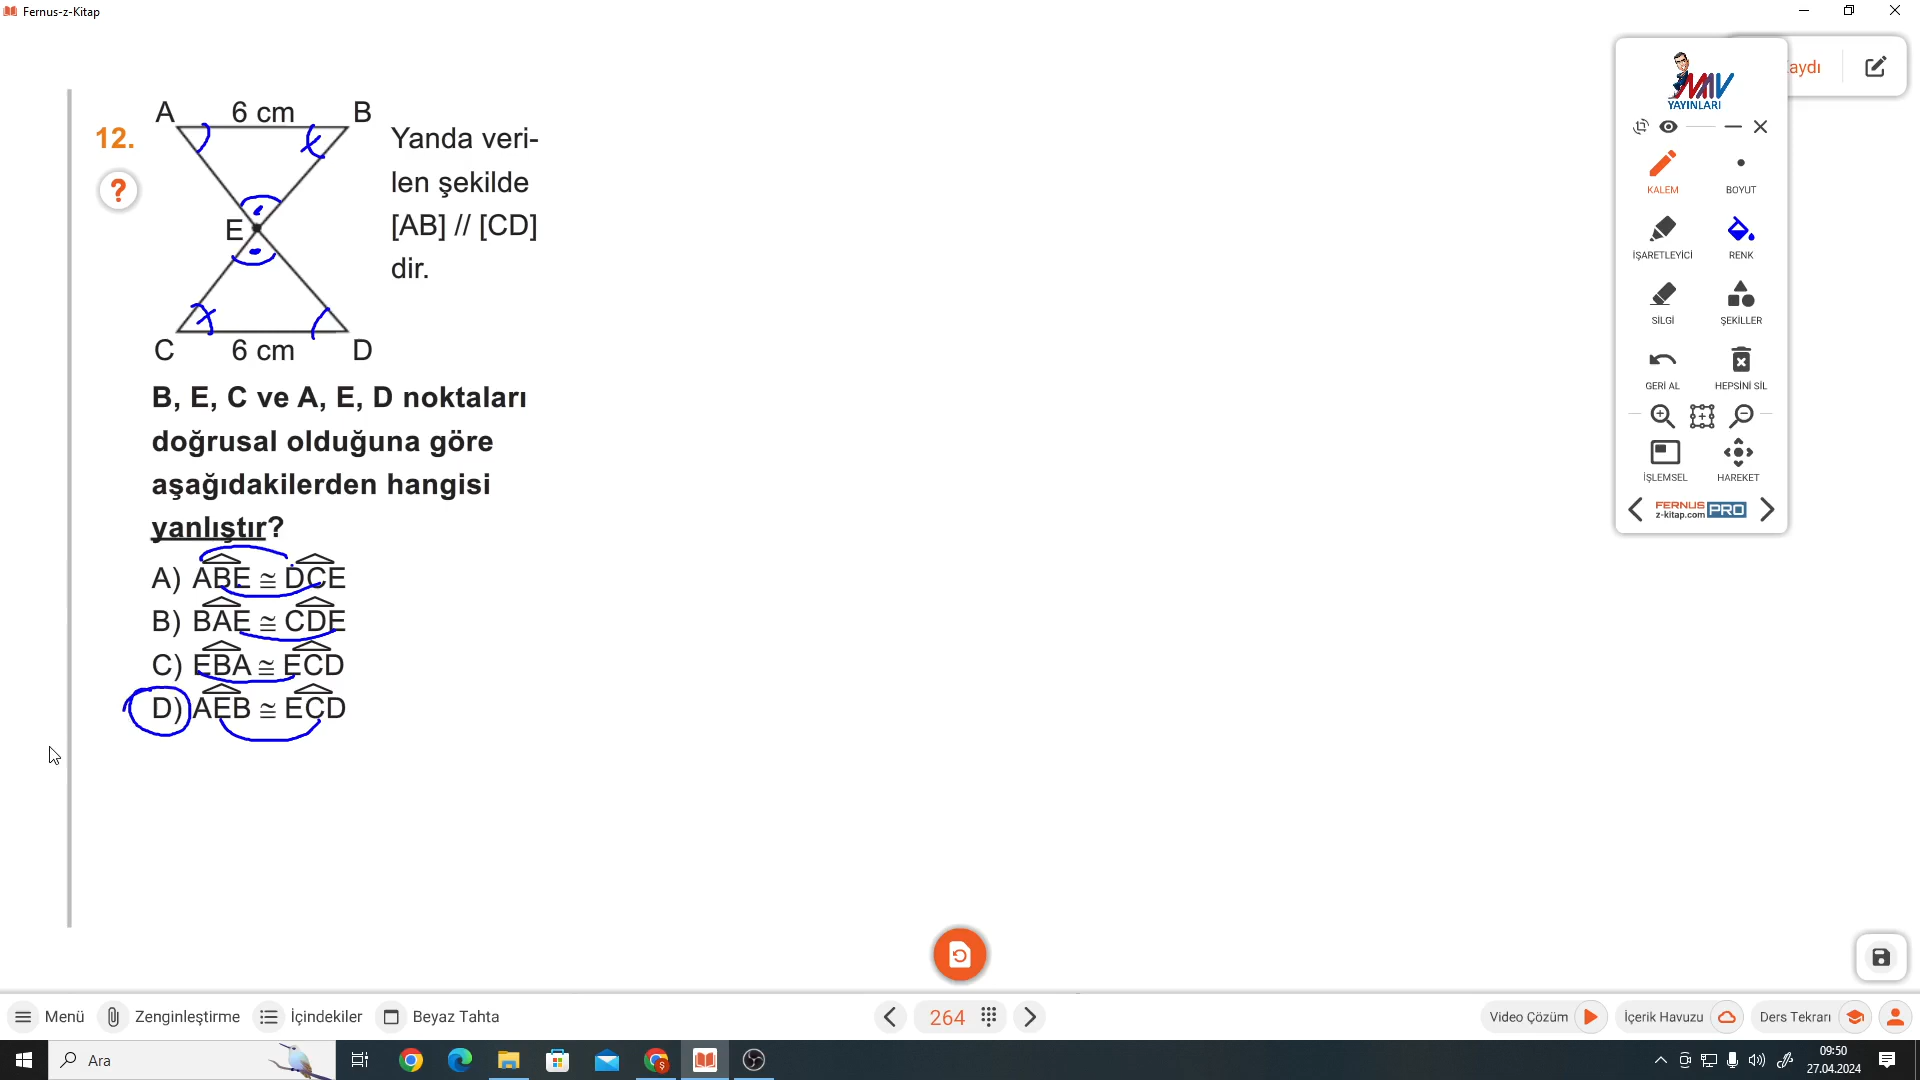 Fernus-z-Kitap
aydı
YAYINLARI
12.
A 6 cm B
E
C 6 cm D
?
Yanda veri-
len şekilde
[AB] // [CD]
dir.
B, E, C ve A, E, D noktaları
doğrusal olduğuna göre
aşağıdakilerden hangisi
yanlıştır?
A) ABE ≅ DCE
B) BAE ≅ CDE
C) EBA ≅ ECD
D) AEB ≅ ECD
KALEM BOYUT
İŞARETLEYİCİ RENK
SİLGİ ŞEKİLLER
GERİ AL HEPSİNİ SİL
İŞLEMSEL HAREKET
FERNUS
z-kitap.com PRO
Menü Zenginleştirme İçindekiler Beyaz Tahta 264 Video Çözüm İçerik Havuzu Ders Tekrarı
Ara
09:50
27.04.2024